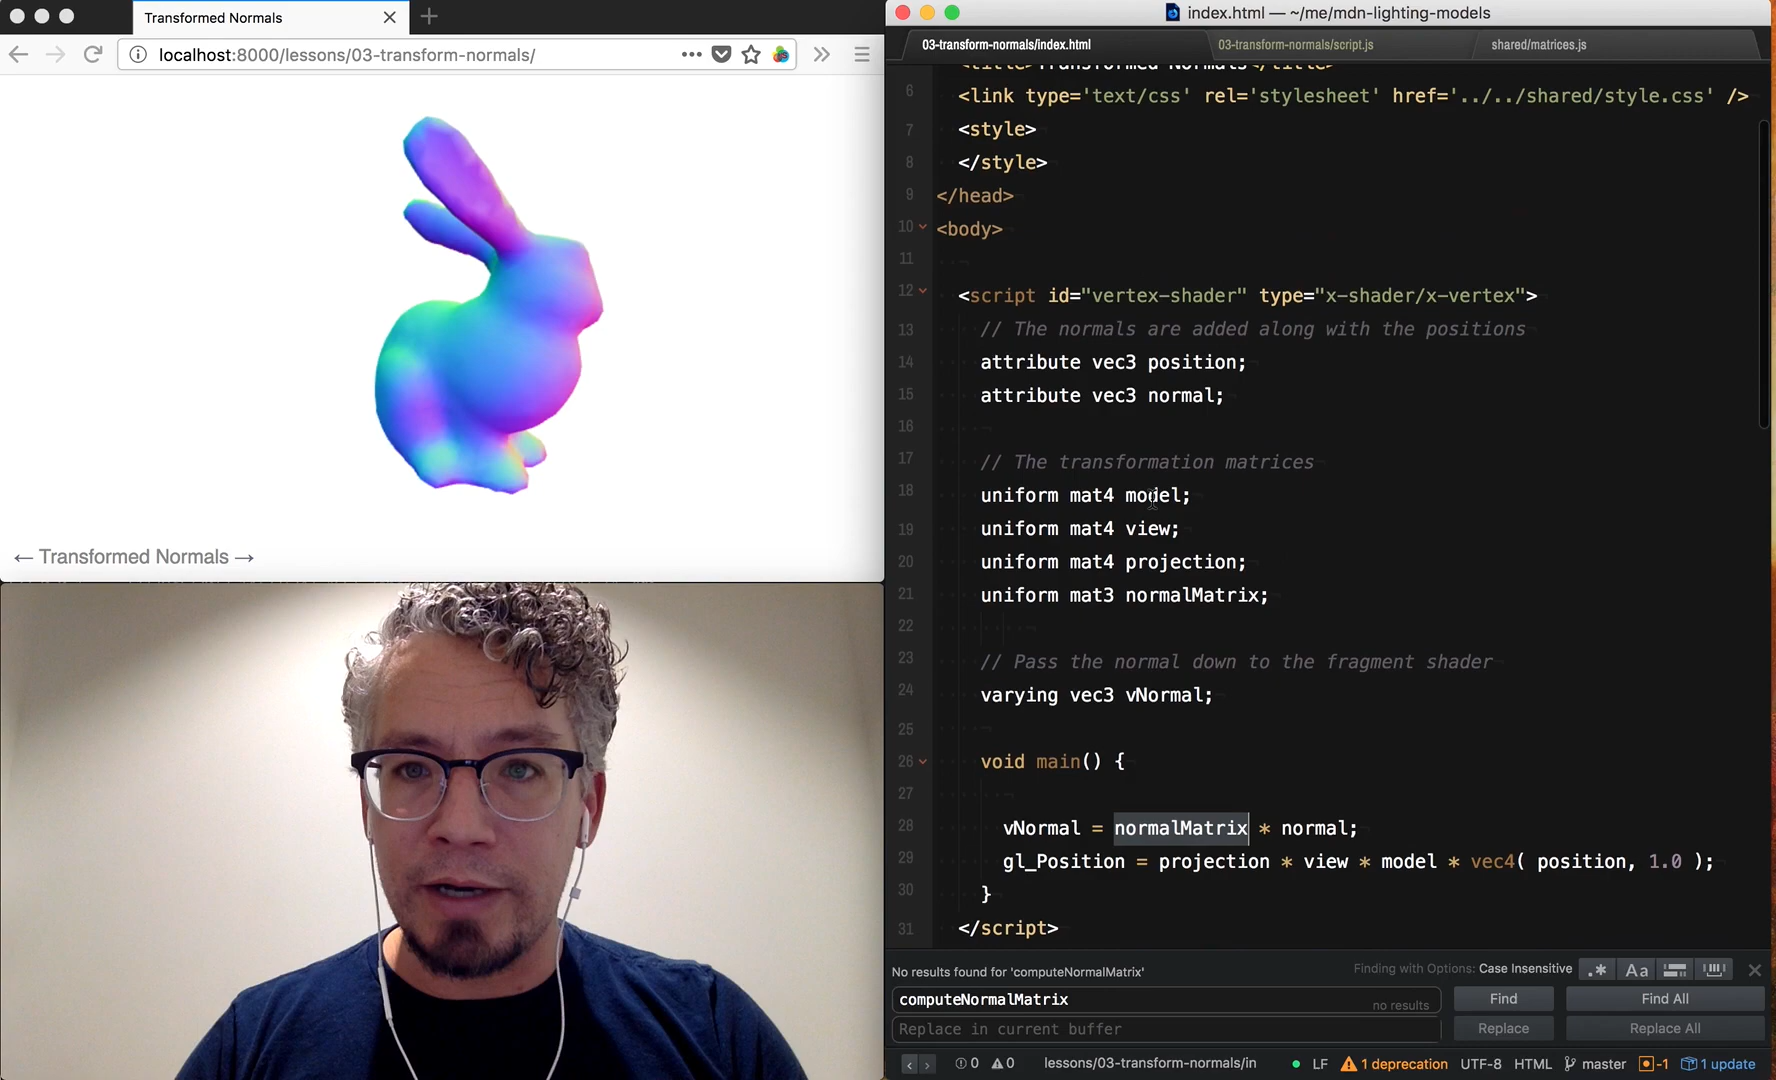 Transformed Normals
localhost:8000/lessons/03-transform-normals/
← Transformed Normals →
index.html — ~/me/mdn-lighting-models
03-transform-normals/index.html
03-transform-normals/script.js
shared/matrices.js
<title>Transformed Normals</title>
6 <link type='text/css' rel='stylesheet' href='../../shared/style.css' />
7 <style>
8 </style>
9 </head>
10 <body>
11
12 <script id="vertex-shader" type="x-shader/x-vertex">
13 // The normals are added along with the positions
14 attribute vec3 position;
15 attribute vec3 normal;
16
17 // The transformation matrices
18 uniform mat4 model;
19 uniform mat4 view;
20 uniform mat4 projection;
21 uniform mat3 normalMatrix;
22
23 // Pass the normal down to the fragment shader
24 varying vec3 vNormal;
25
26 void main() {
27
28 vNormal = normalMatrix * normal;
29 gl_Position = projection * view * model * vec4( position, 1.0 );
30 }
31 </script>
No results found for 'computeNormalMatrix'
Finding with Options: Case Insensitive
.* Aa
computeNormalMatrix
no results
Find
Find All
Replace in current buffer
Replace
Replace All
0 0 lessons/03-transform-normals/in LF 1 deprecation UTF-8 HTML master -1 1 update